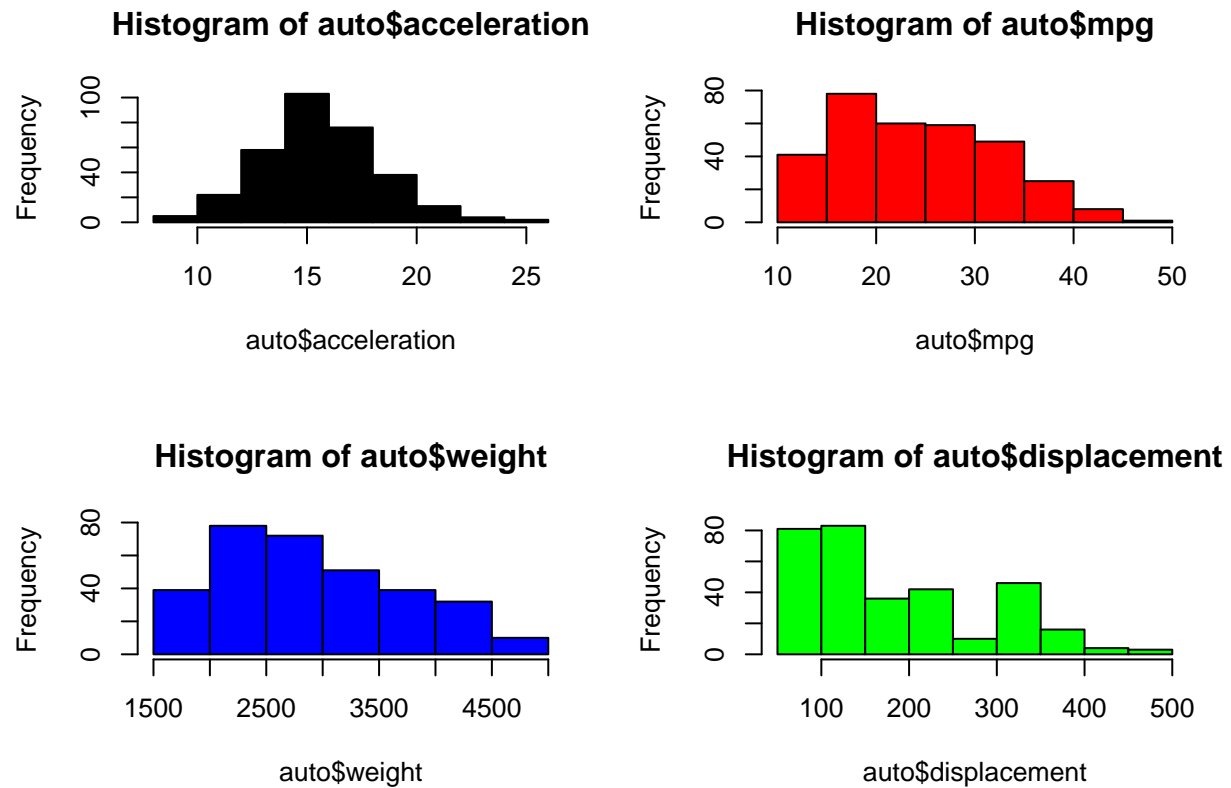 Histogram of auto$acceleration
Frequency
0 40 100
10 15 20 25
auto$acceleration
Histogram of auto$mpg
Frequency
0 40 80
10 20 30 40 50
auto$mpg
Histogram of auto$weight
Frequency
0 40 80
1500 2500 3500 4500
auto$weight
Histogram of auto$displacement
Frequency
0 40 80
100 200 300 400 500
auto$displacement